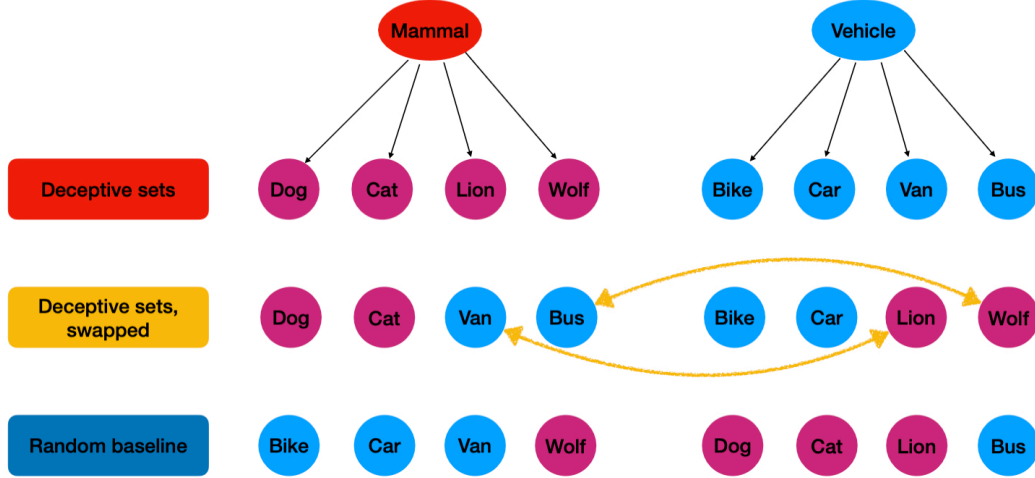 Mammal
Vehicle
Deceptive sets
Dog
Cat
Lion
Wolf
Bike
Car
Van
Bus
Deceptive sets,
swapped
Dog
Cat
Van
Bus
Bike
Car
Lion
Wolf
Random baseline
Bike
Car
Van
Wolf
Dog
Cat
Lion
Bus